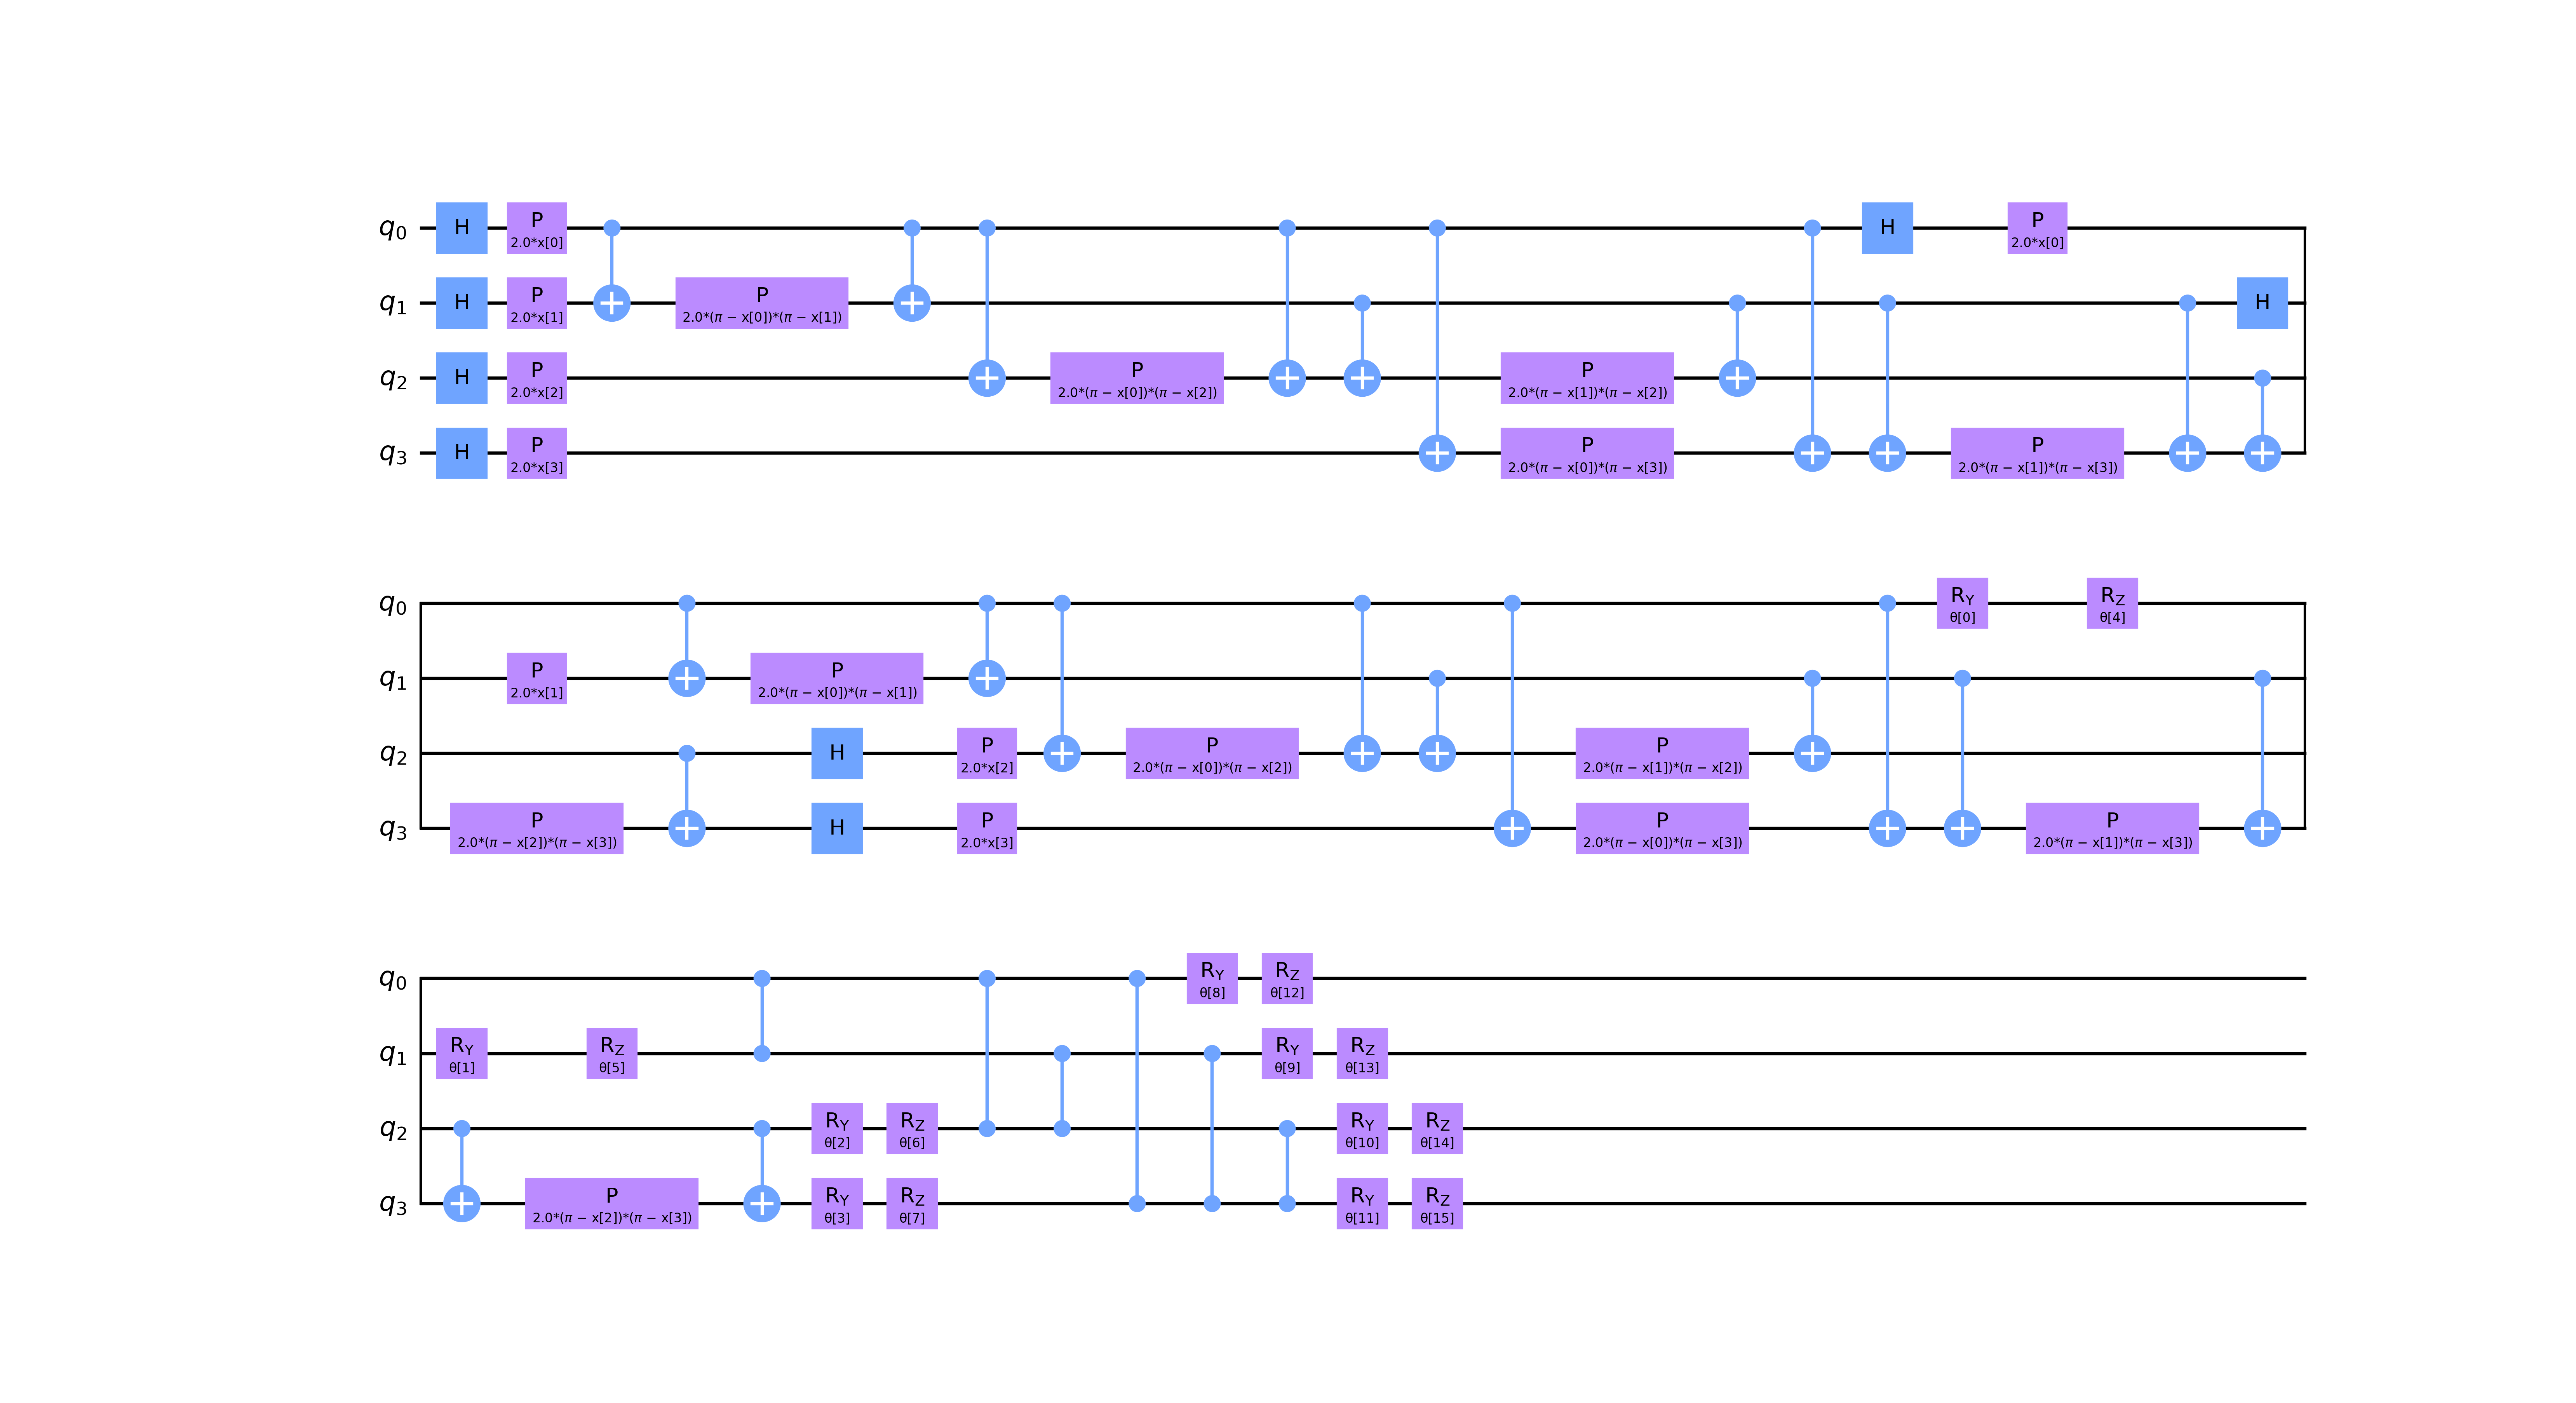 q0 H P 2.0*x[0] H P 2.0*x[0]
q1 H P 2.0*x[1] P 2.0*(π − x[0])*(π − x[1]) H
q2 H P 2.0*x[2] P 2.0*(π − x[0])*(π − x[2]) P 2.0*(π − x[1])*(π − x[2])
q3 H P 2.0*x[3] P 2.0*(π − x[0])*(π − x[3]) P 2.0*(π − x[1])*(π − x[3])
q0 RY θ[0] RZ θ[4]
q1 P 2.0*x[1] P 2.0*(π − x[0])*(π − x[1])
q2 H P 2.0*x[2] P 2.0*(π − x[0])*(π − x[2]) P 2.0*(π − x[1])*(π − x[2])
q3 P 2.0*(π − x[2])*(π − x[3]) H P 2.0*x[3] P 2.0*(π − x[0])*(π − x[3]) P 2.0*(π − x[1])*(π − x[3])
q0 RY θ[8] RZ θ[12]
q1 RY θ[1] RZ θ[5] RY θ[9] RZ θ[13]
q2 RY θ[2] RZ θ[6] RY θ[10] RZ θ[14]
q3 P 2.0*(π − x[2])*(π − x[3]) RY θ[3] RZ θ[7] RY θ[11] RZ θ[15]